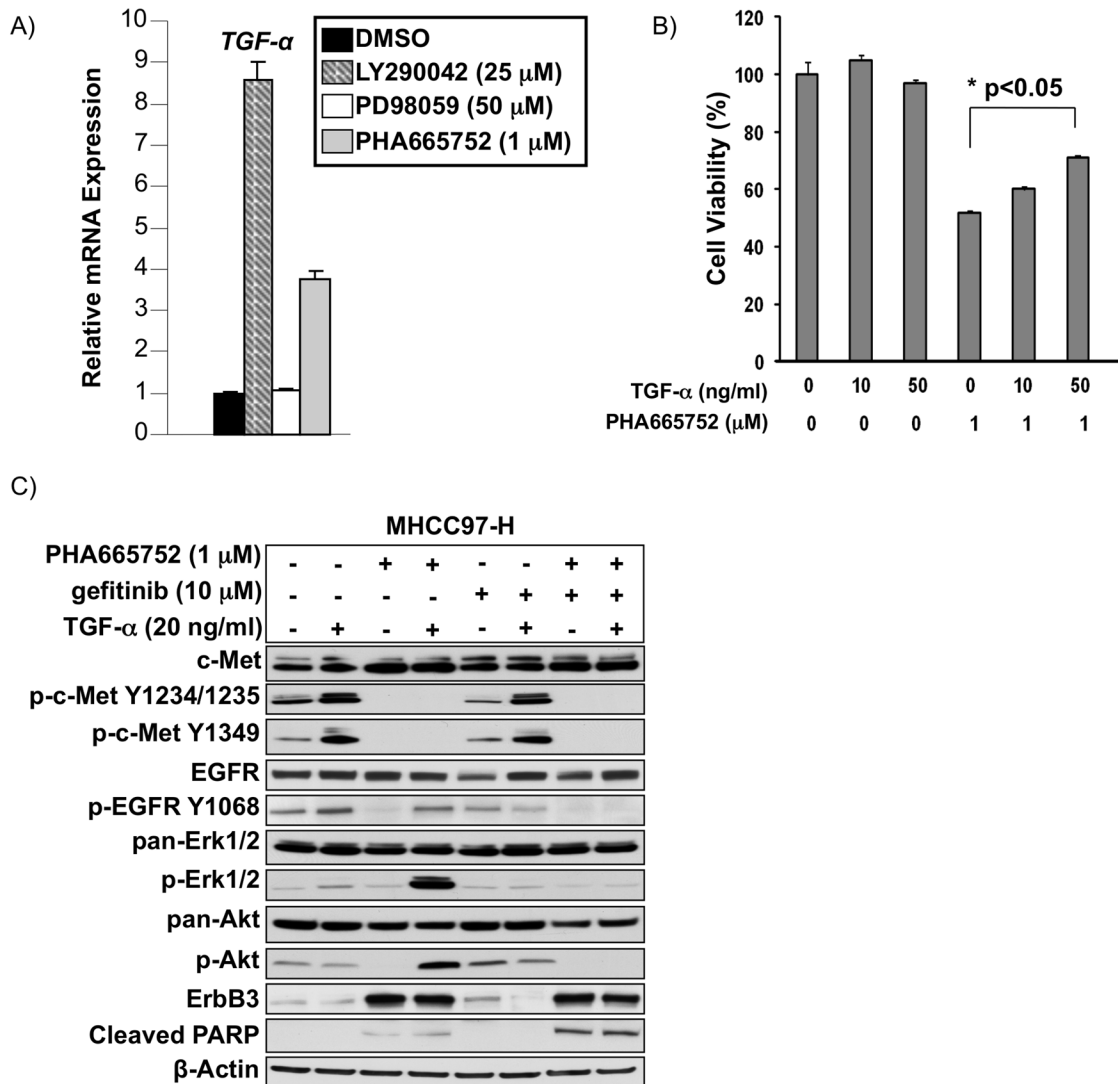 A)
10
9
8
7
6
5
4
3
2
1
0
Relative mRNA Expression
TGF-α
DMSO
LY290042 (25 μM)
PD98059 (50 μM)
PHA665752 (1 μM)
B)
120
100
80
60
40
20
0
Cell Viability (%)
* p<0.05
TGF-α (ng/ml) 0 10 50 0 10 50
PHA665752 (μM) 0 0 0 1 1 1
C)
MHCC97-H
PHA665752 (1 μM) - - + + - - + +
gefitinib (10 μM) - - - - + + + +
TGF-α (20 ng/ml) - + - + - + - +
c-Met
p-c-Met Y1234/1235
p-c-Met Y1349
EGFR
p-EGFR Y1068
pan-Erk1/2
p-Erk1/2
pan-Akt
p-Akt
ErbB3
Cleaved PARP
β-Actin